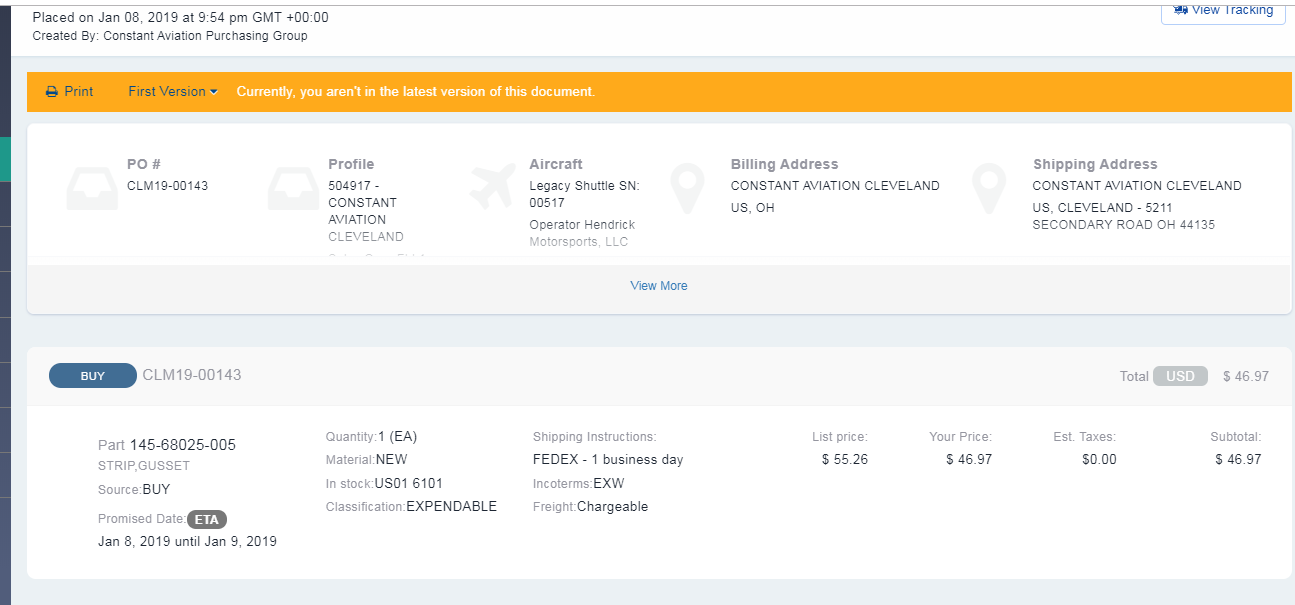 Placed on Jan 08, 2019 at 9:54 pm GMT +00:00
View Tracking
Created By: Constant Aviation Purchasing Group
Print First Version Currently, you aren't in the latest version of this document.
PO #
CLM19-00143
Profile
504917 -
CONSTANT
AVIATION
CLEVELAND
Aircraft
Legacy Shuttle SN:
00517
Operator Hendrick
Motorsports, LLC
Billing Address
CONSTANT AVIATION CLEVELAND
US, OH
Shipping Address
CONSTANT AVIATION CLEVELAND
US, CLEVELAND - 5211
SECONDARY ROAD OH 44135
View More
BUY CLM19-00143
Total USD $ 46.97
Part 145-68025-005
STRIP,GUSSET
Source:BUY
Promised Date:ETA
Jan 8, 2019 until Jan 9, 2019
Quantity:1 (EA)
Material:NEW
In stock:US01 6101
Classification:EXPENDABLE
Shipping Instructions:
FEDEX - 1 business day
Incoterms:EXW
Freight:Chargeable
List price:
$ 55.26
Your Price:
$ 46.97
Est. Taxes:
$0.00
Subtotal:
$ 46.97